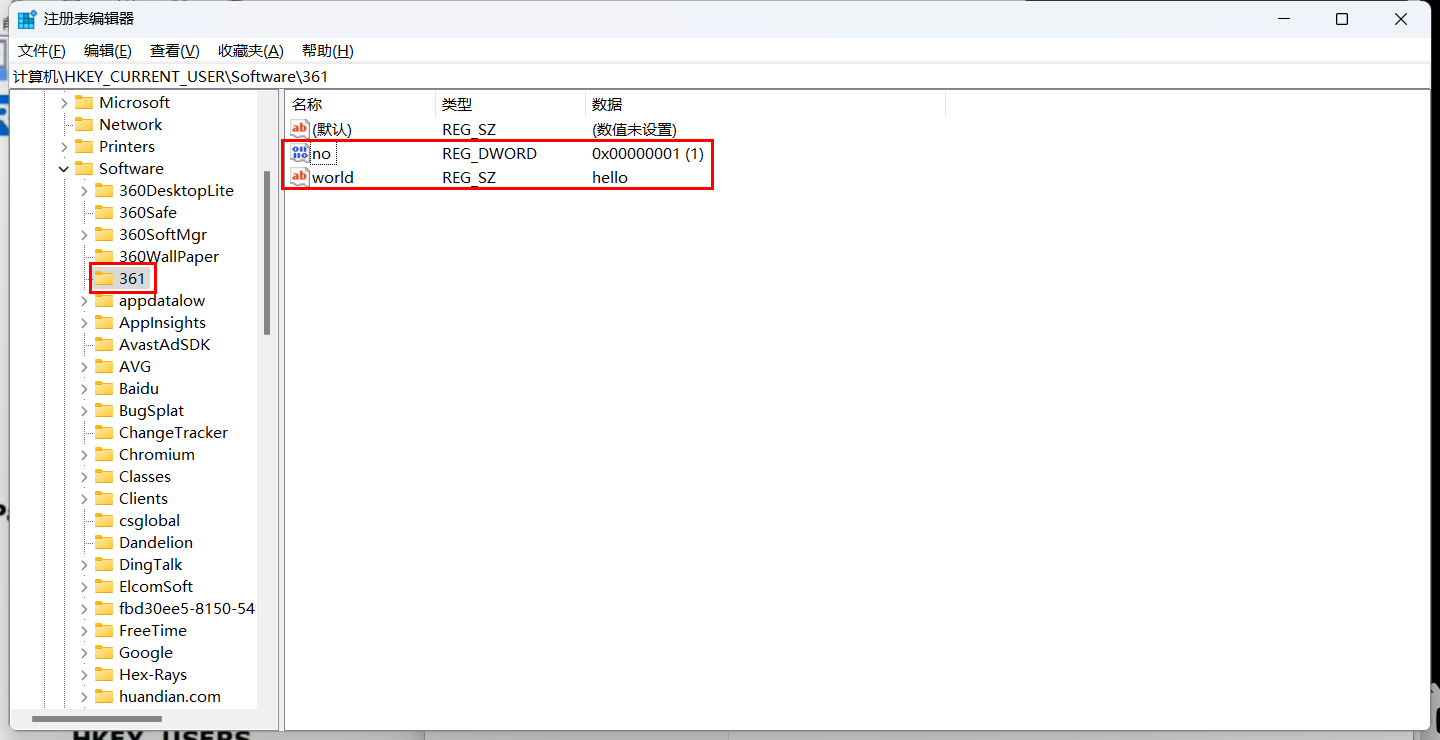 注册表编辑器
文件(F) 编辑(E) 查看(V) 收藏夹(A) 帮助(H)
计算机\HKEY_CURRENT_USER\Software\361
Microsoft
Network
Printers
Software
360DesktopLite
360Safe
360SoftMgr
360WallPaper
361
appdatalow
AppInsights
AvastAdSDK
AVG
Baidu
BugSplat
ChangeTracker
Chromium
Classes
Clients
csglobal
Dandelion
DingTalk
ElcomSoft
fbd30ee5-8150-54
FreeTime
Google
Hex-Rays
huandian.com
名称 类型 数据
(默认) REG_SZ (数值未设置)
no REG_DWORD 0x00000001 (1)
world REG_SZ hello
HKEY_USERS